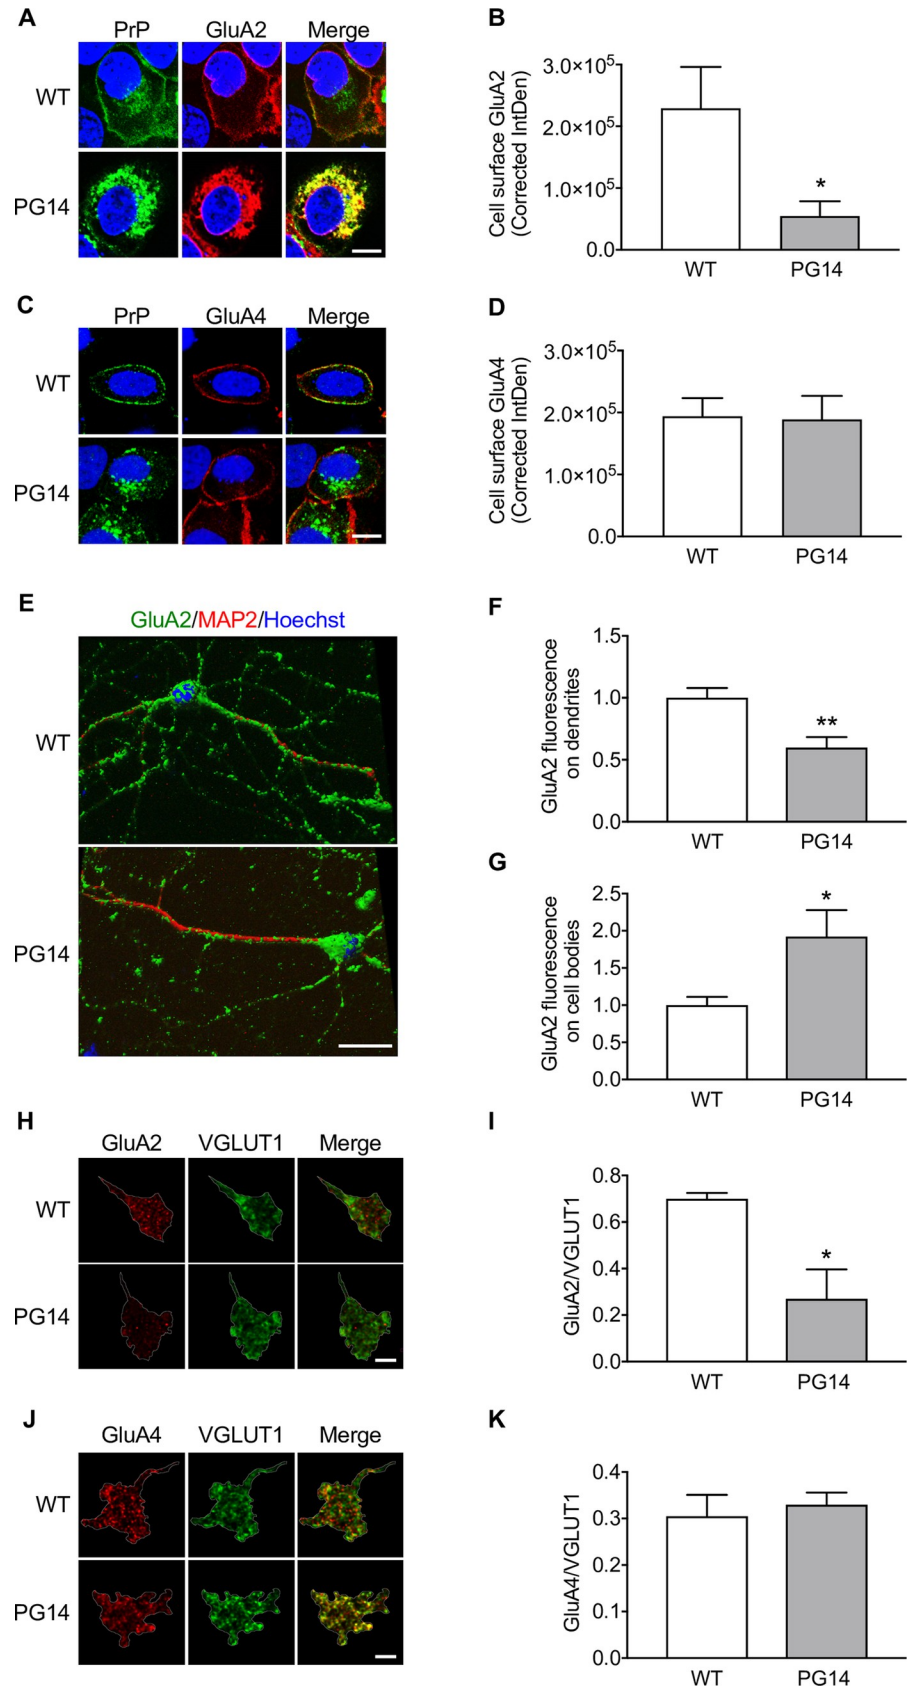 A
PrP GluA2 Merge
WT
PG14
B
Cell surface GluA2
(Corrected IntDen)
3.0×10⁵
2.0×10⁵
1.0×10⁵
0.0
*
WT PG14
C
PrP GluA4 Merge
WT
PG14
D
Cell surface GluA4
(Corrected IntDen)
3.0×10⁵
2.0×10⁵
1.0×10⁵
0.0
WT PG14
E
GluA2/MAP2/Hoechst
WT
PG14
F
GluA2 fluorescence
on dendrites
1.5
1.0
0.5
0.0
**
WT PG14
G
GluA2 fluorescence
on cell bodies
2.5
2.0
1.5
1.0
0.5
0.0
*
WT PG14
H
GluA2 VGLUT1 Merge
WT
PG14
I
GluA2/VGLUT1
0.8
0.6
0.4
0.2
0.0
*
WT PG14
J
GluA4 VGLUT1 Merge
WT
PG14
K
GluA4/VGLUT1
0.4
0.3
0.2
0.1
0.0
WT PG14